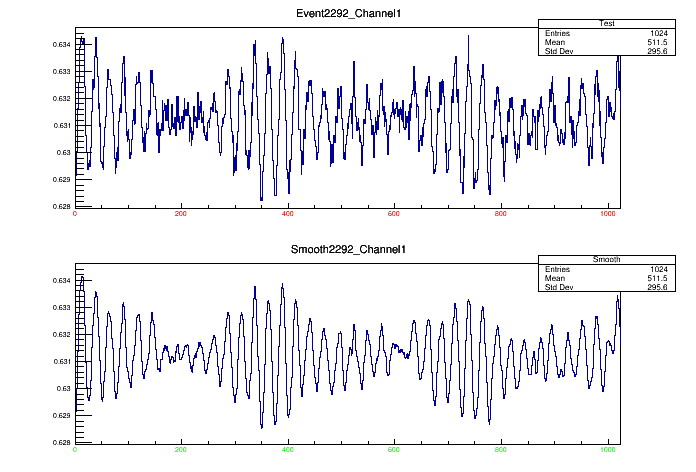 Event2292_Channel1
Test
Entries 1024
Mean 511.5
Std Dev 295.6
0.634
0.633
0.632
0.631
0.63
0.629
0.628
0 200 400 600 800 1000
Smooth2292_Channel1
Smooth
Entries 1024
Mean 511.5
Std Dev 295.6
0.634
0.633
0.632
0.631
0.63
0.629
0.628
0 200 400 600 800 1000